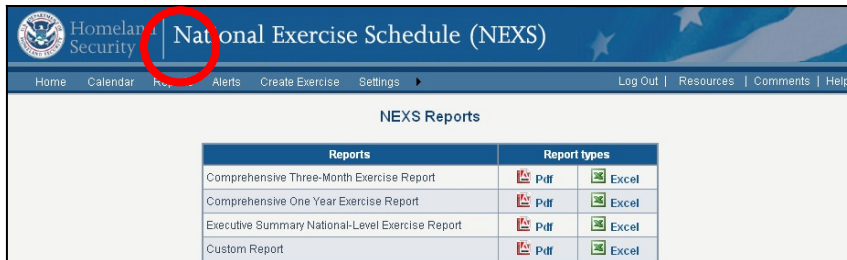 Homeland Security
National Exercise Schedule (NEXS)
Home Calendar Reports Alerts Create Exercise Settings Log Out | Resources | Comments | Help
NEXS Reports
Reports Report types
Comprehensive Three-Month Exercise Report Pdf Excel
Comprehensive One Year Exercise Report Pdf Excel
Executive Summary National-Level Exercise Report Pdf Excel
Custom Report Pdf Excel